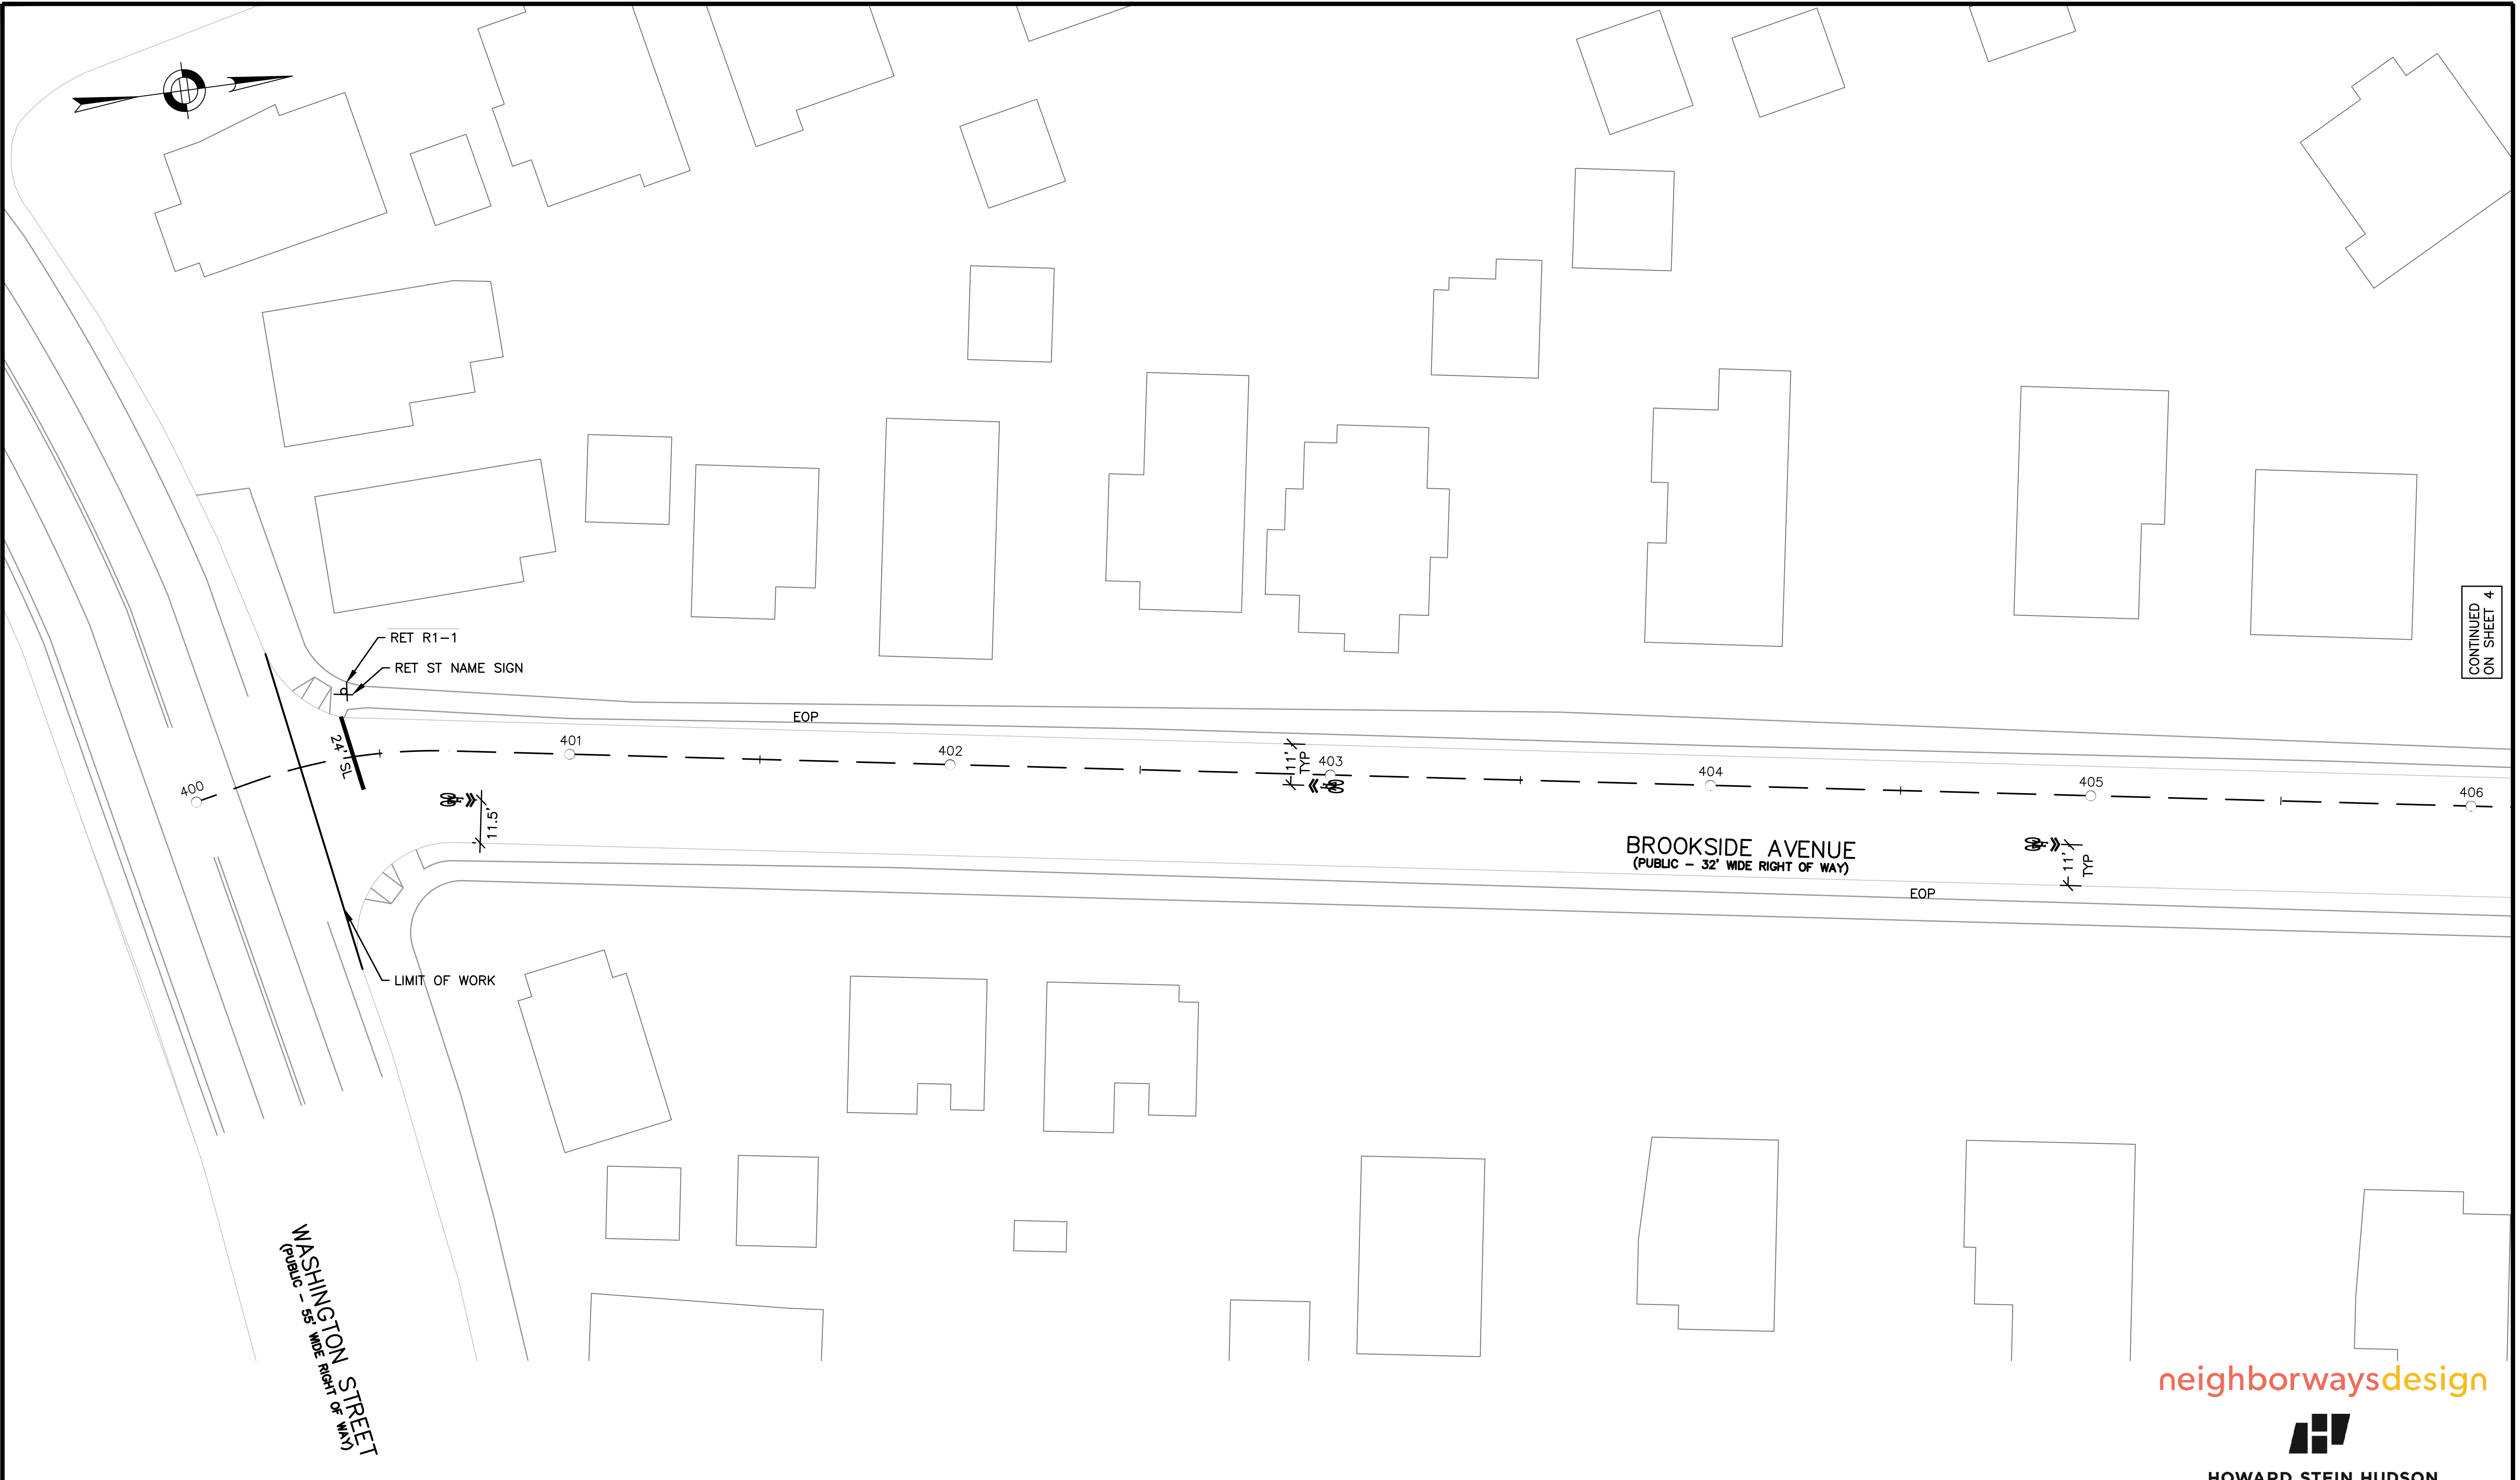 RET R1-1
RET ST NAME SIGN
24' SL
EOP
400
401
402
403
404
405
406
11' TYP
11.5'
BROOKSIDE AVENUE
(PUBLIC - 32' WIDE RIGHT OF WAY)
11'
TYP
EOP
LIMIT OF WORK
CONTINUED
ON SHEET 4
WASHINGTON STREET
(PUBLIC - 55' WIDE RIGHT OF WAY)
neighborwaysdesign
HOWARD STEIN HUDSON